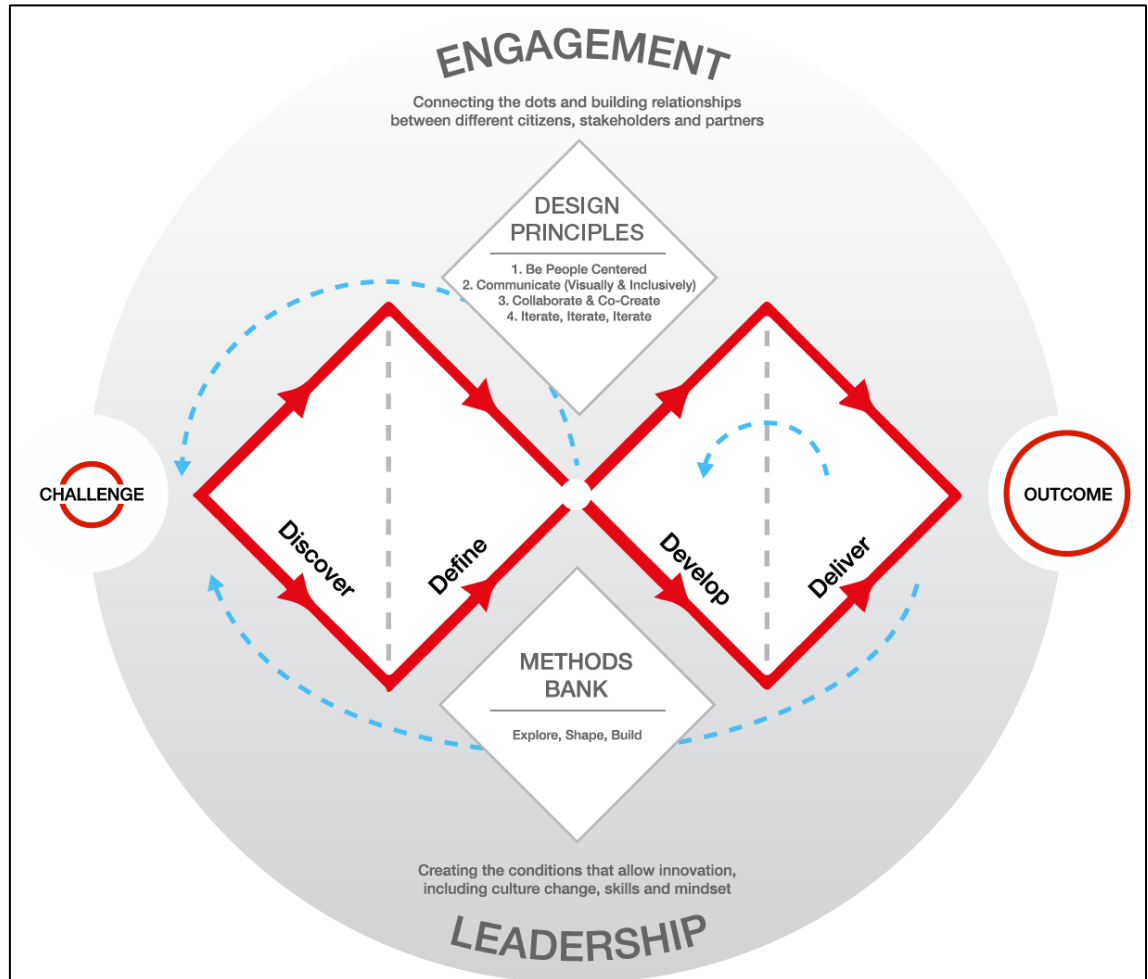 ENGAGEMENT
Connecting the dots and building relationships
between different citizens, stakeholders and partners
DESIGN
PRINCIPLES
1. Be People Centered
2. Communicate (Visually & Inclusively)
3. Collaborate & Co-Create
4. Iterate, Iterate, Iterate
CHALLENGE
Discover
Define
Develop
Deliver
OUTCOME
METHODS
BANK
Explore, Shape, Build
Creating the conditions that allow innovation,
including culture change, skills and mindset
LEADERSHIP